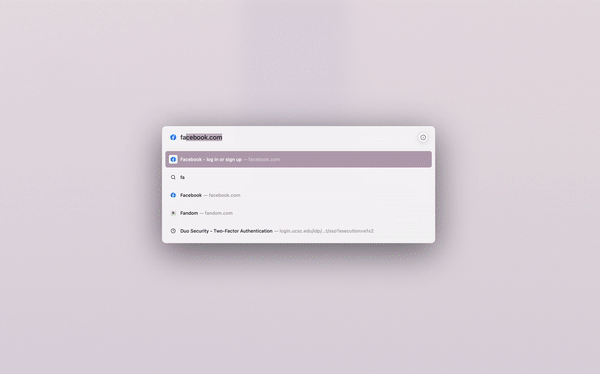 facebook.com
Facebook - log in or sign up — facebook.com
fa
Facebook — facebook.com
Fandom — fandom.com
Duo Security - Two-Factor Authentication — login.ucsc.edu/idp/...